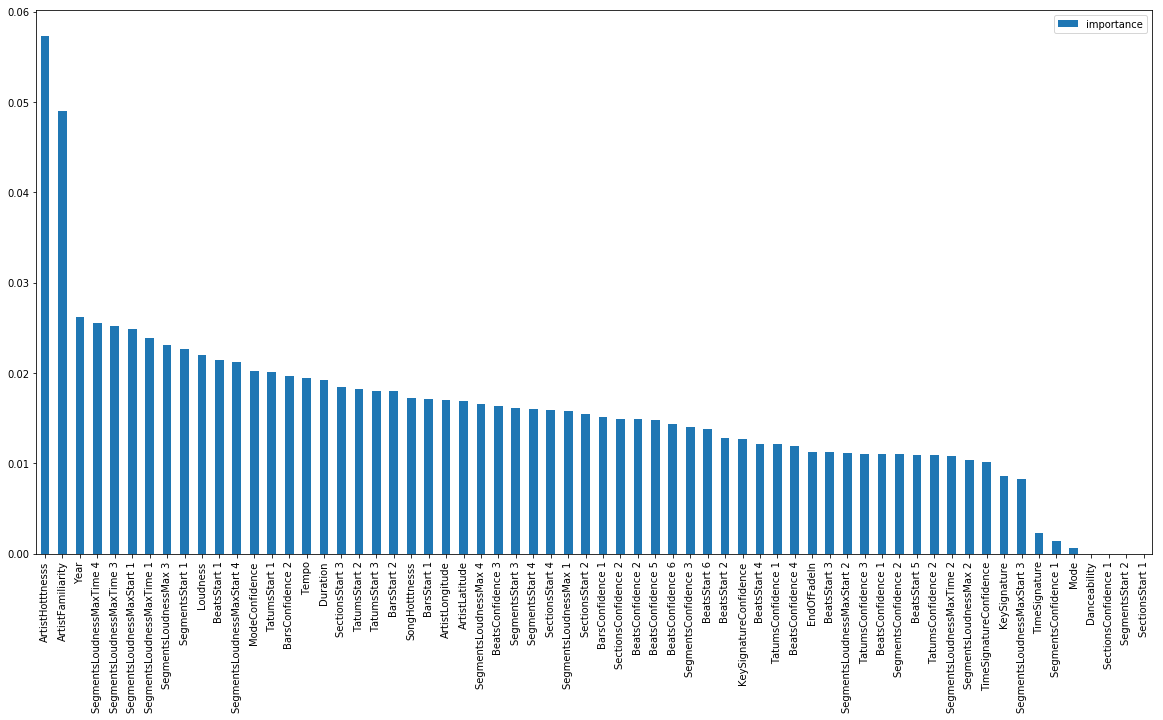 importance
0.06
0.05
0.04
0.03
0.02
0.01
0.00
ArtistHotttnesss
ArtistFamiliarity
Year
SegmentsLoudnessMaxTime 4
SegmentsLoudnessMaxTime 3
SegmentsLoudnessMaxStart 1
SegmentsLoudnessMaxTime 1
SegmentsLoudnessMax 3
SegmentsStart 1
Loudness
BeatsStart 1
SegmentsLoudnessMaxStart 4
ModeConfidence
TatumsStart 1
BarsConfidence 2
Tempo
Duration
SectionsStart 3
TatumsStart 2
TatumsStart 3
BarsStart 2
SongHotttnesss
BarsStart 1
ArtistLongitude
ArtistLatitude
SegmentsLoudnessMax 4
BeatsConfidence 3
SegmentsStart 3
SegmentsStart 4
SectionsStart 4
SegmentsLoudnessMax 1
SectionsStart 2
BarsConfidence 1
SectionsConfidence 2
BeatsConfidence 2
BeatsConfidence 5
BeatsConfidence 6
SegmentsConfidence 3
BeatsStart 6
BeatsStart 2
KeySignatureConfidence
BeatsStart 4
TatumsConfidence 1
BeatsConfidence 4
EndOfFadeIn
BeatsStart 3
SegmentsLoudnessMaxStart 2
TatumsConfidence 3
BeatsConfidence 1
SegmentsConfidence 2
BeatsStart 5
TatumsConfidence 2
SegmentsLoudnessMaxTime 2
SegmentsLoudnessMax 2
TimeSignatureConfidence
KeySignature
SegmentsLoudnessMaxStart 3
TimeSignature
SegmentsConfidence 1
Mode
Danceability
SectionsConfidence 1
SegmentsStart 2
SectionsStart 1